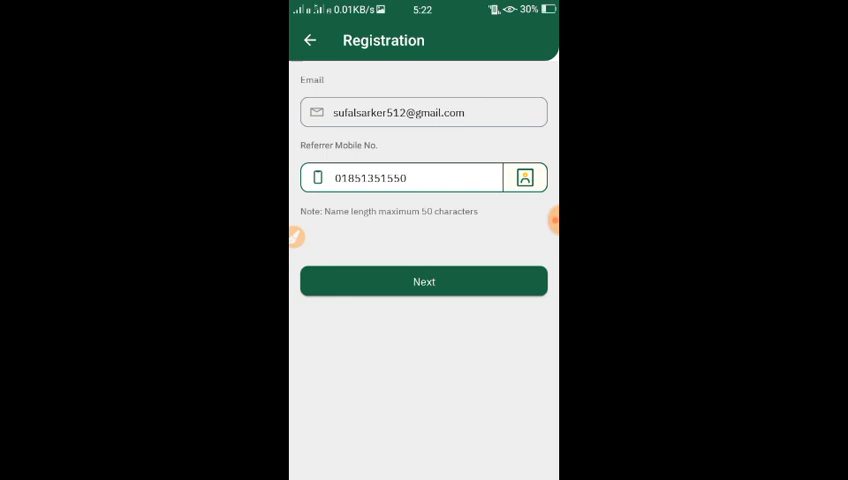 0.01KB/s 5:22 30%
Registration
Email
sufalsarker512@gmail.com
Referrer Mobile No.
01851351550
Note: Name length maximum 50 characters
Next